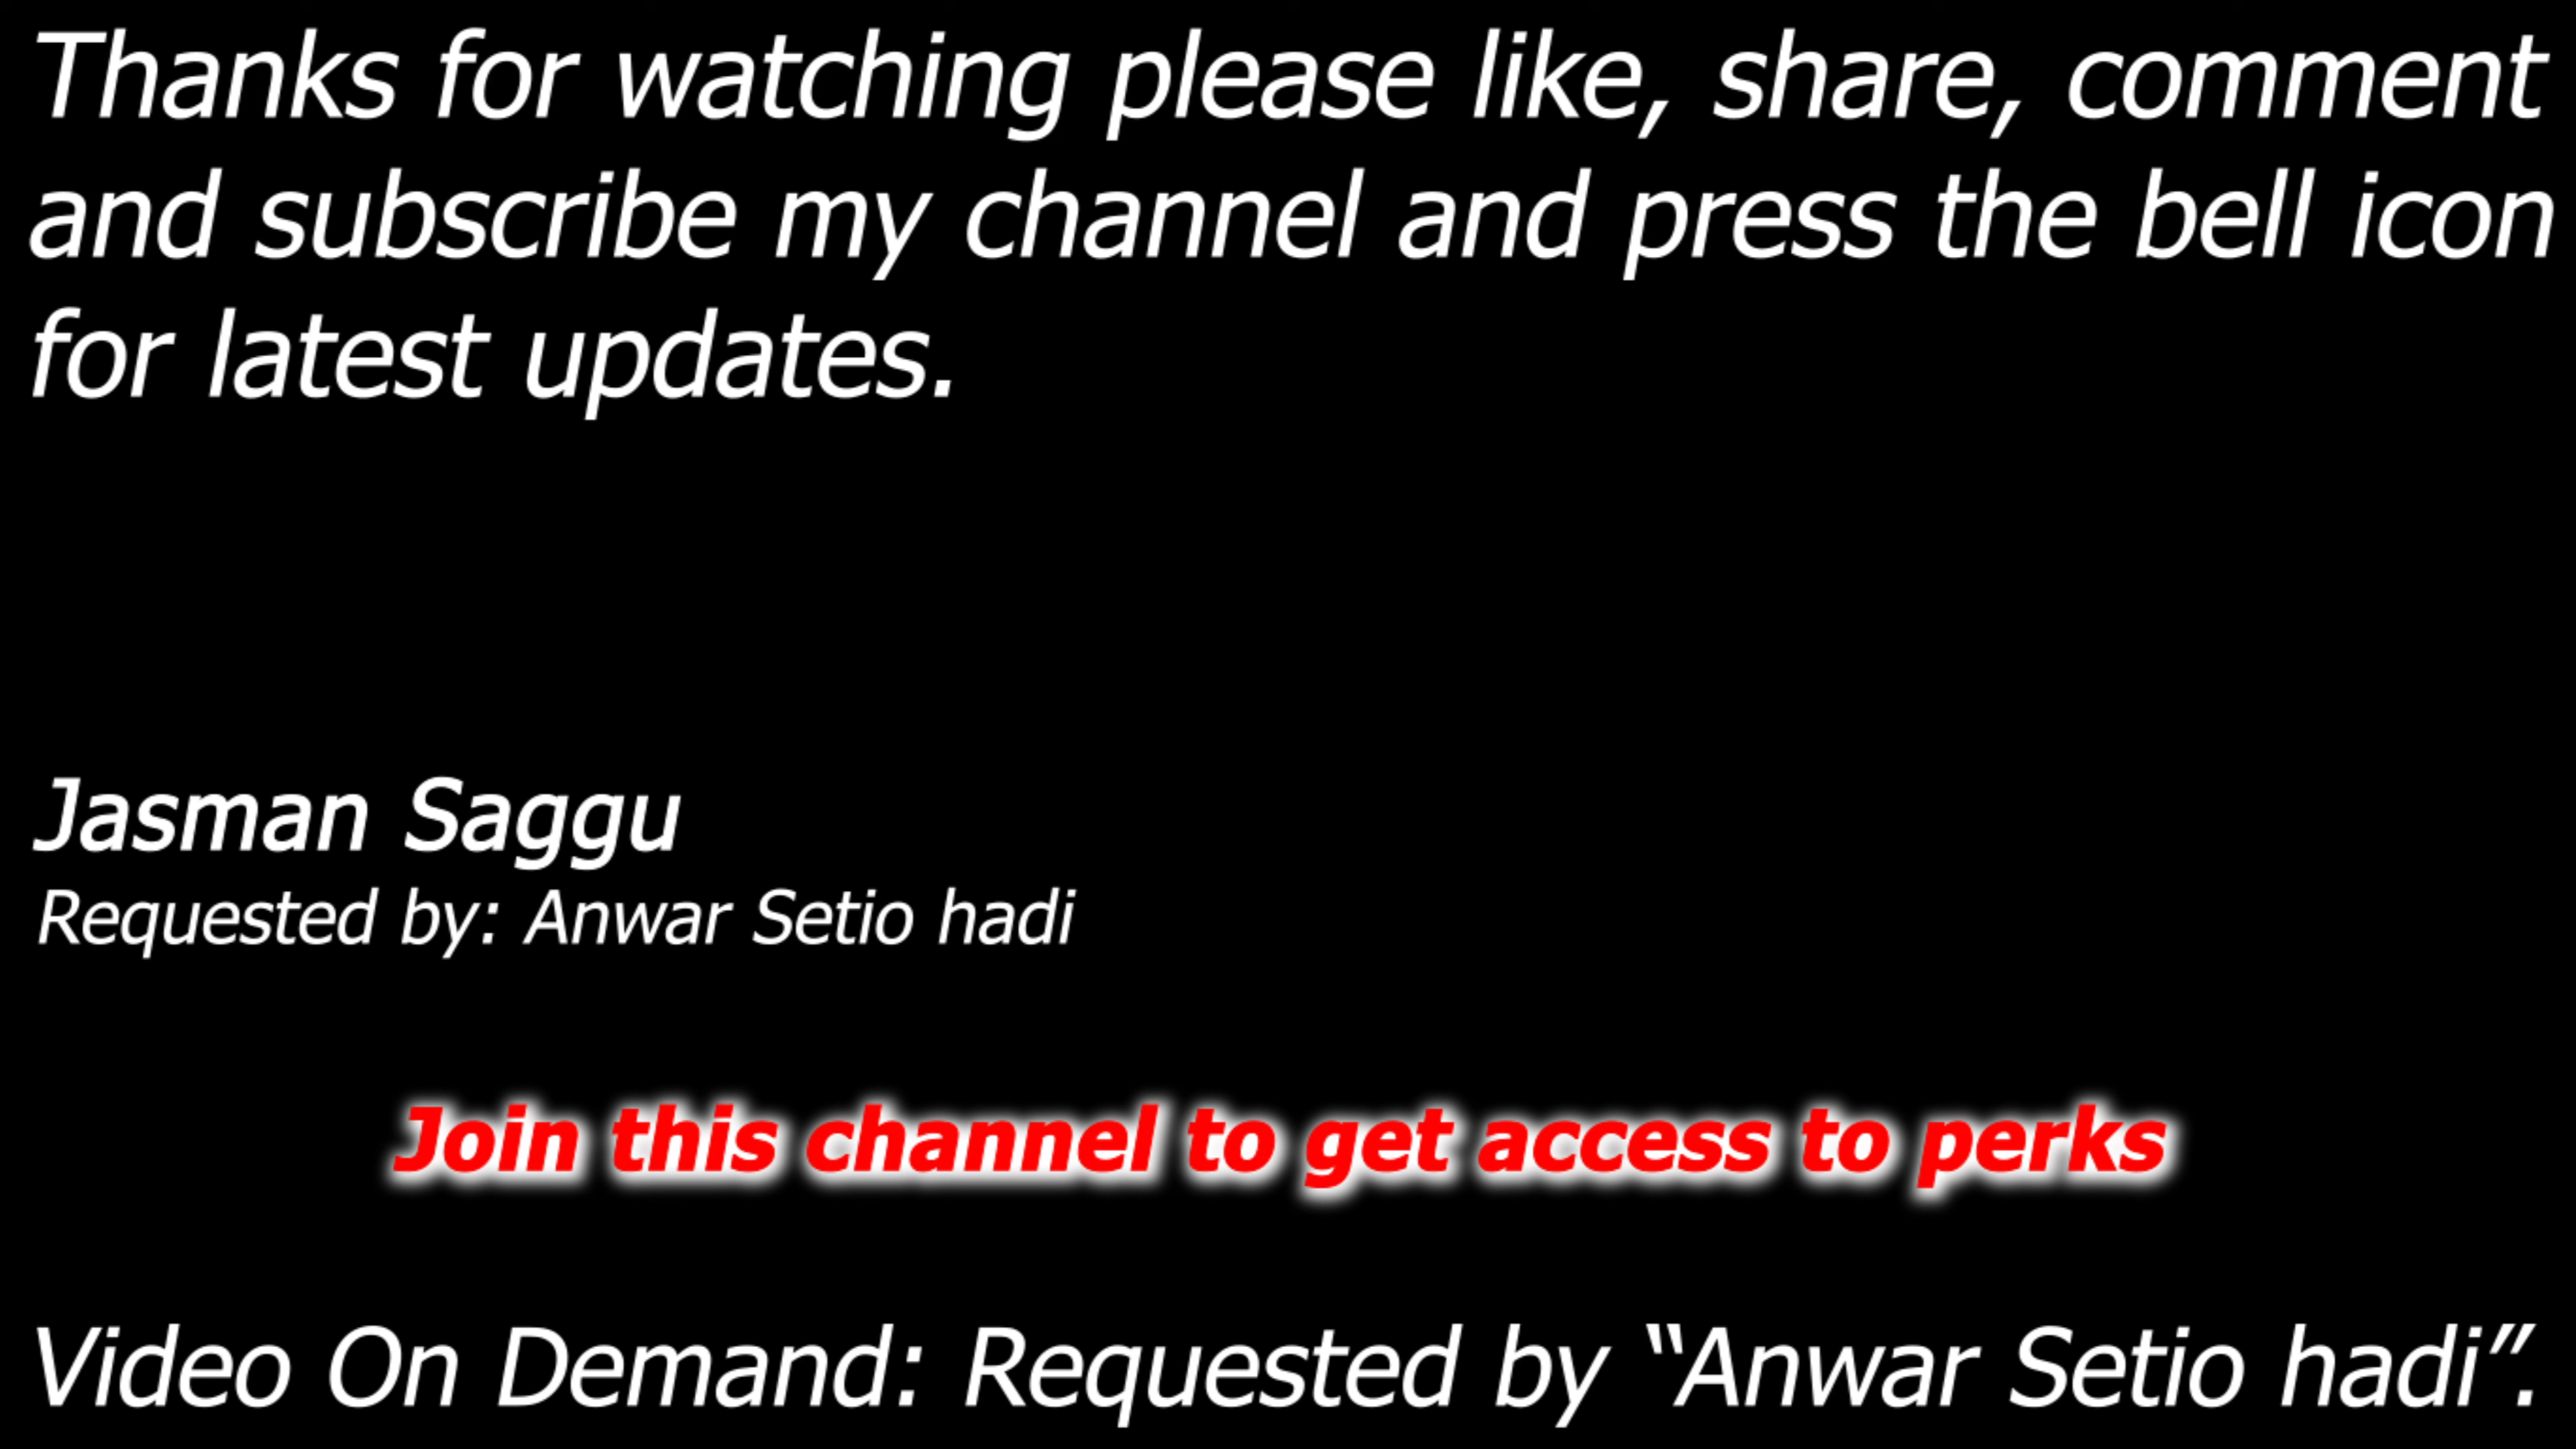 Thanks for watching please like, share, comment
and subscribe my channel and press the bell icon
for latest updates.
Jasman Saggu
Requested by: Anwar Setio hadi
Join this channel to get access to perks
Video On Demand: Requested by “Anwar Setio hadi”.